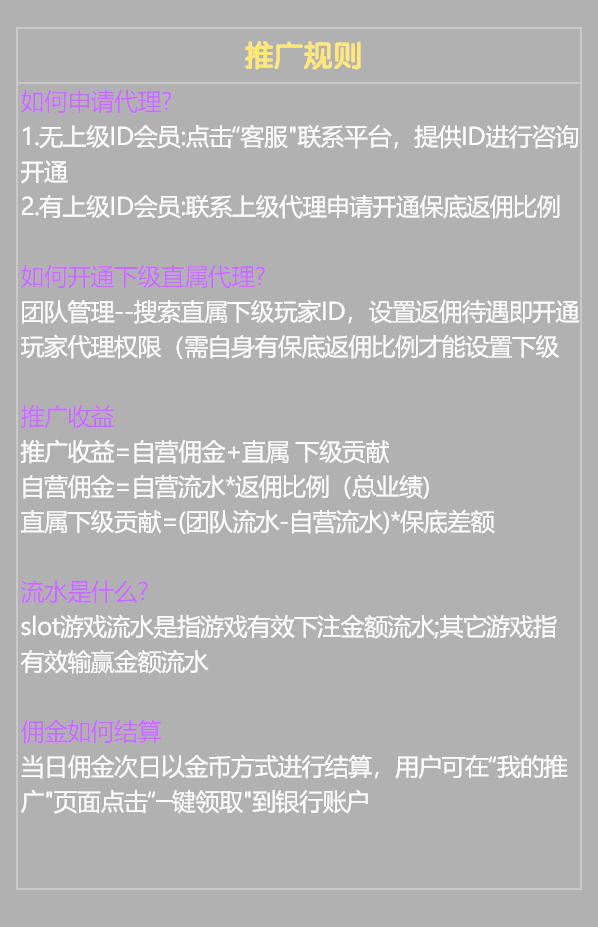 推广规则
如何申请代理?
1.无上级ID会员:点击“客服"联系平台，提供ID进行咨询
开通
2.有上级ID会员:联系上级代理申请开通保底返佣比例
如何开通下级直属代理?
团队管理--搜索直属下级玩家ID，设置返佣待遇即开通
玩家代理权限（需自身有保底返佣比例才能设置下级
推广收益
推广收益=自营佣金+直属 下级贡献
自营佣金=自营流水*返佣比例（总业绩)
直属下级贡献=(团队流水-自营流水)*保底差额
流水是什么?
slot游戏流水是指游戏有效下注金额流水;其它游戏指
有效输赢金额流水
佣金如何结算
当日佣金次日以金币方式进行结算，用户可在“我的推
广"页面点击“一键领取"到银行账户